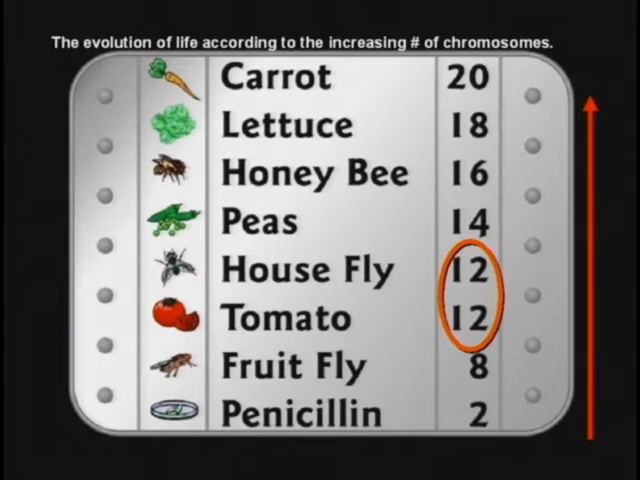 The evolution of life according to the increasing # of chromosomes.
Carrot 20
Lettuce 18
Honey Bee 16
Peas 14
House Fly 12
Tomato 12
Fruit Fly 8
Penicillin 2